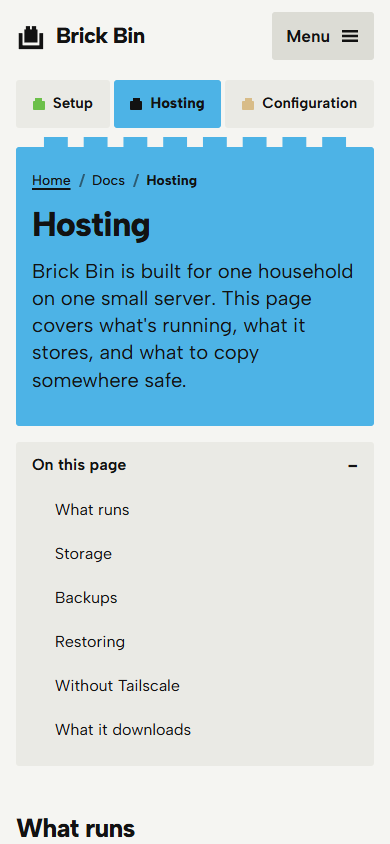 Brick Bin
Menu
Setup
Hosting
Configuration
Home / Docs / Hosting
Hosting
Brick Bin is built for one household
on one small server. This page
covers what's running, what it
stores, and what to copy
somewhere safe.
On this page
What runs
Storage
Backups
Restoring
Without Tailscale
What it downloads
What runs